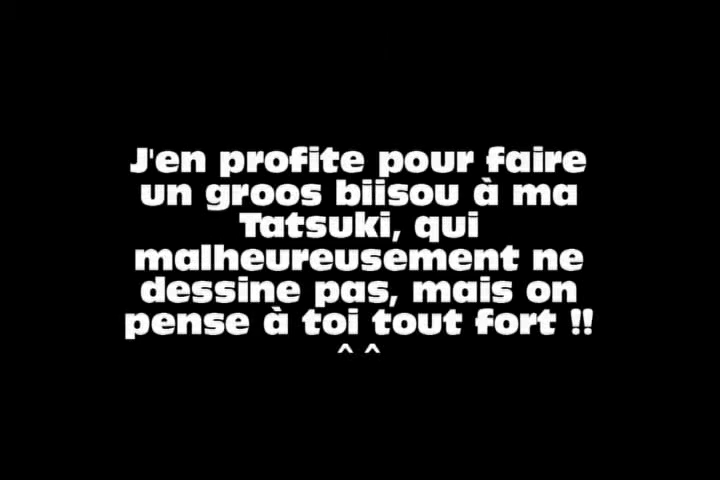 J'en profite pour faire
un groos biisou à ma
Tatsuki, qui
malheureusement ne
dessine pas, mais on
pense à toi tout fort !!
^ ^